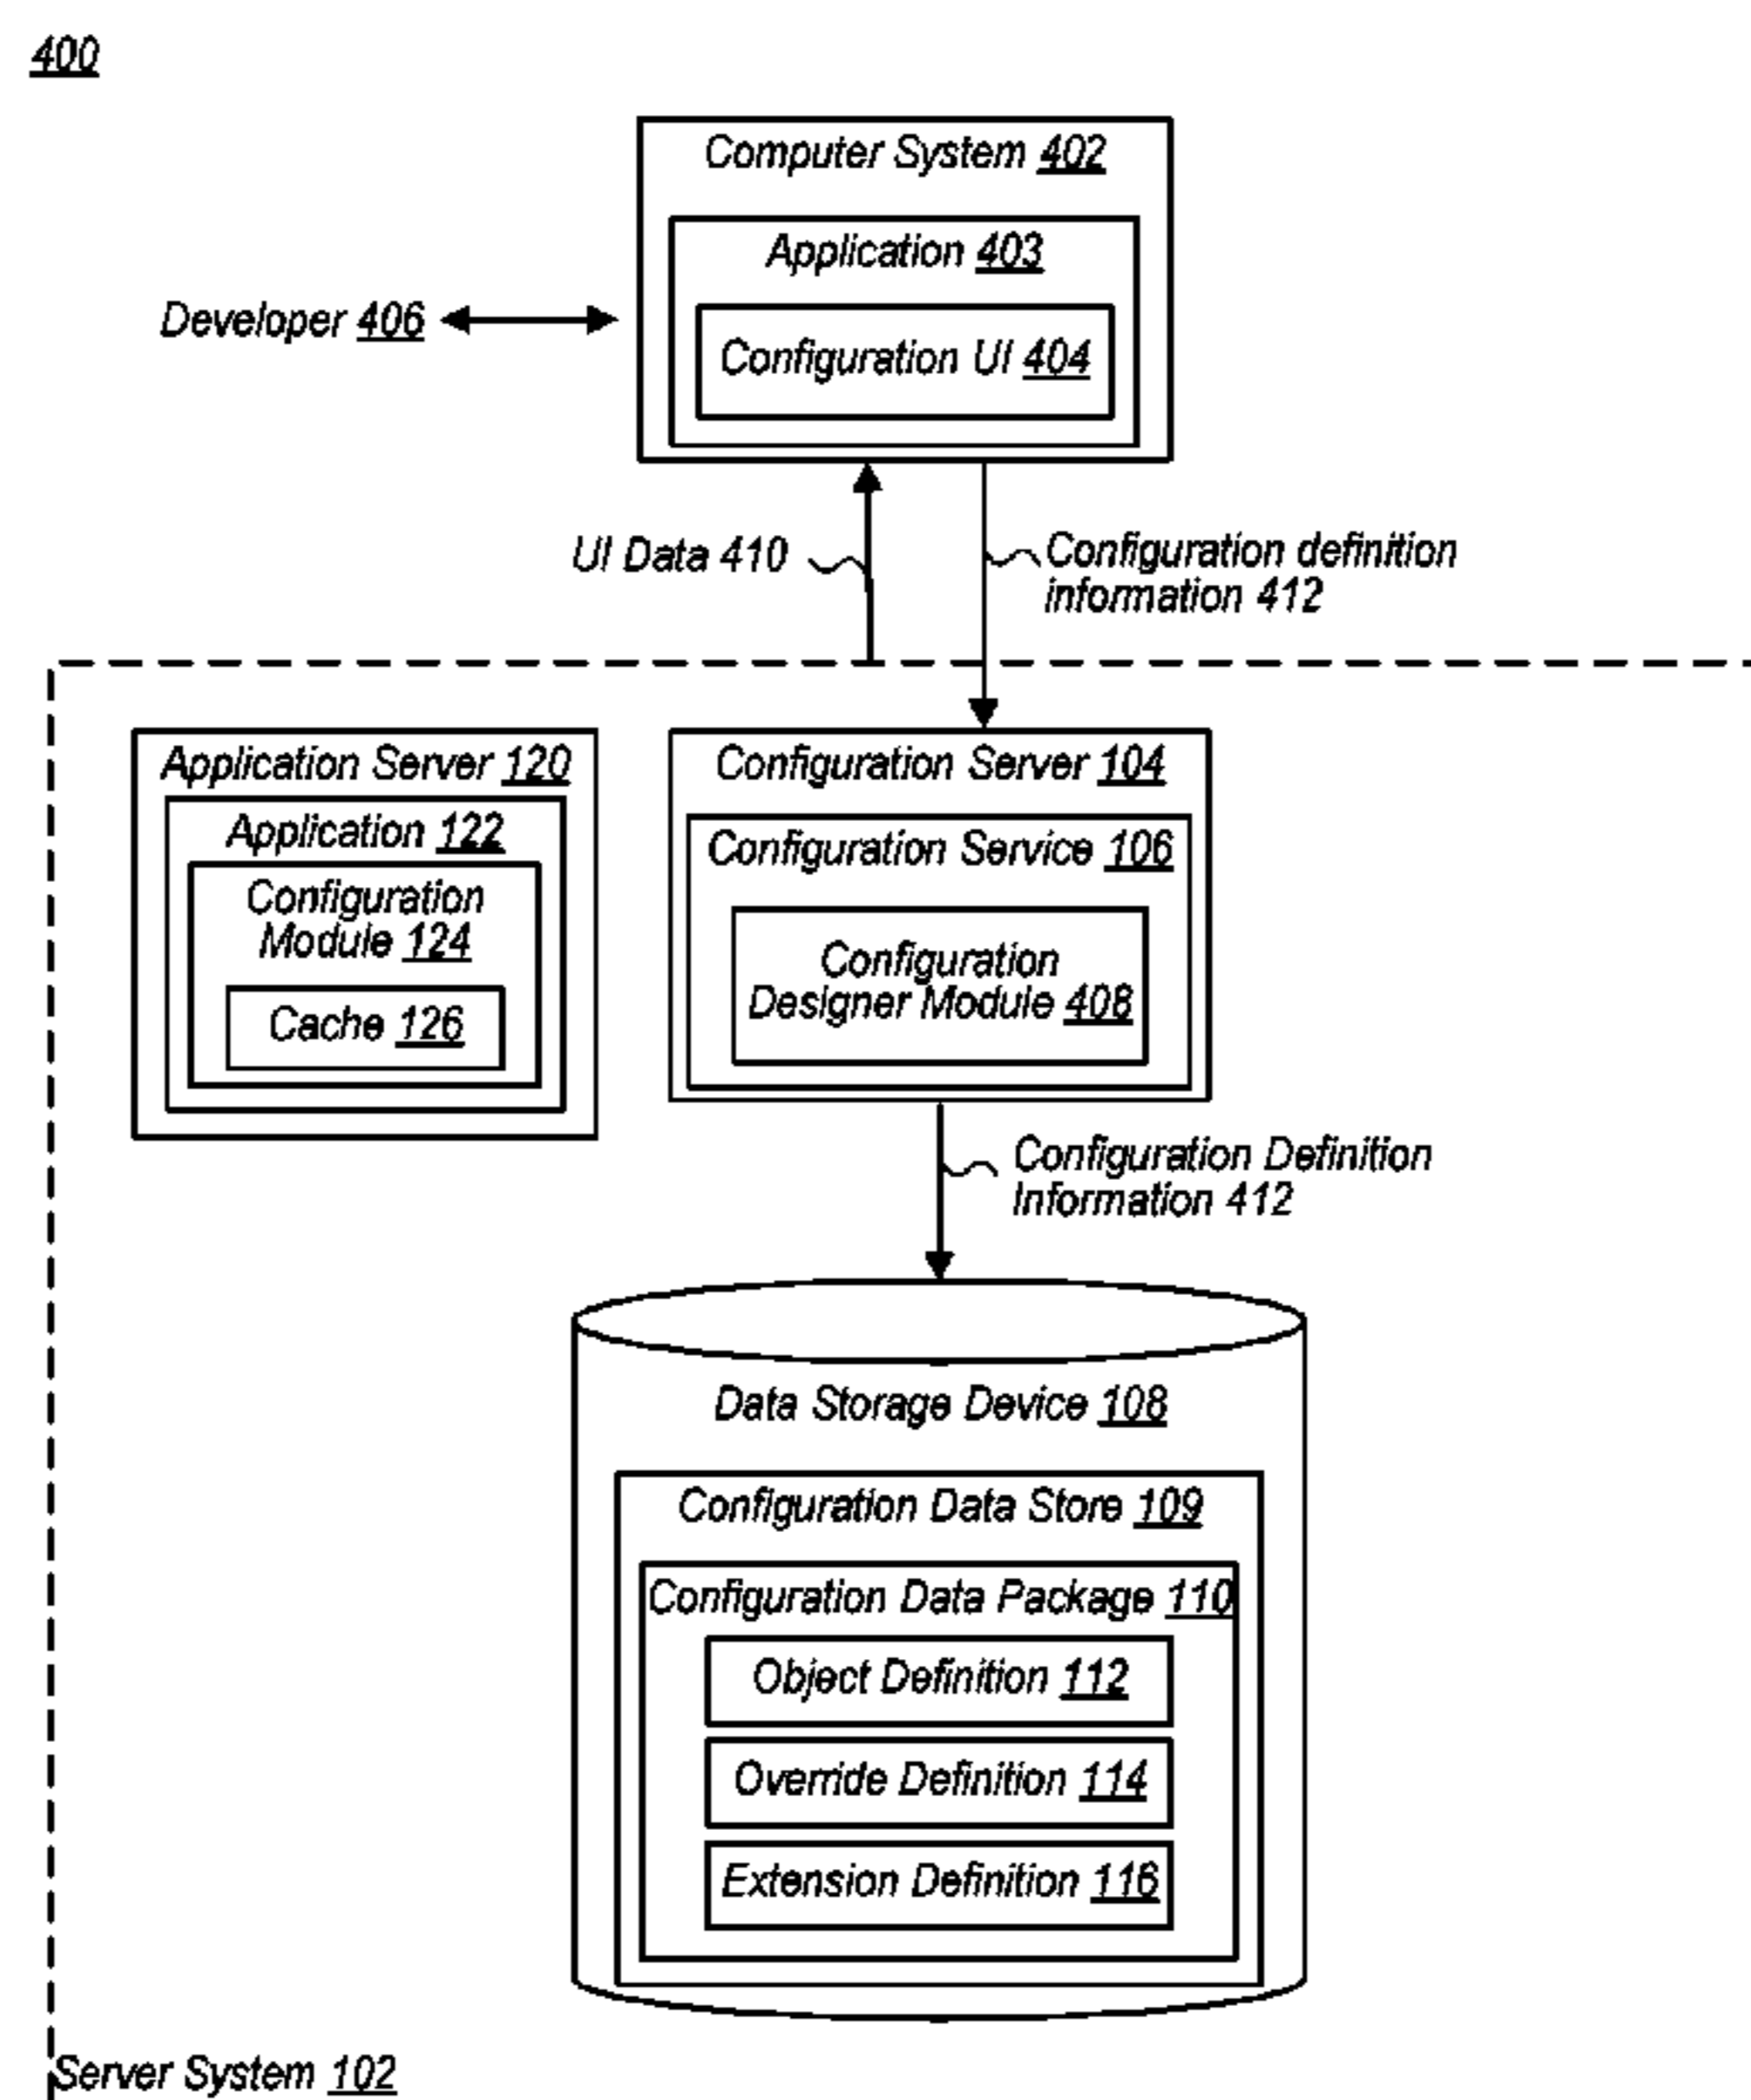 400
Computer System 402
Application 403
Developer 406
Configuration UI 404
UI Data 410
Configuration definition
information 412
Application Server 120
Application 122
Configuration
Module 124
Cache 126
Configuration Server 104
Configuration Service 106
Configuration
Designer Module 408
Configuration Definition
Information 412
Data Storage Device 108
Configuration Data Store 109
Configuration Data Package 110
Object Definition 112
Override Definition 114
Extension Definition 116
Server System 102